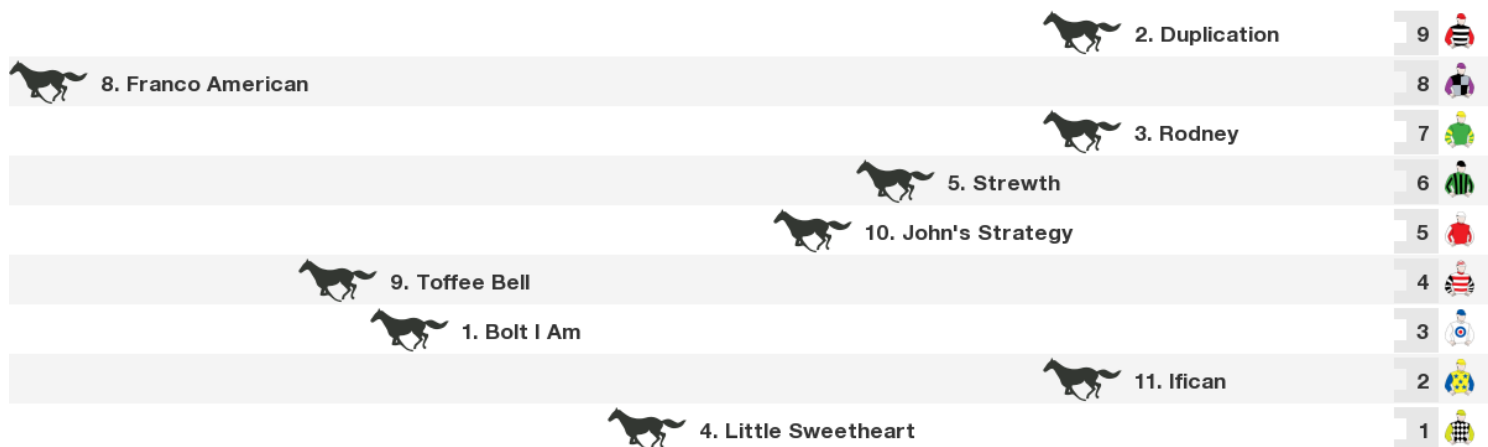 2. Duplication 9
8. Franco American 8
3. Rodney 7
5. Strewth 6
10. John's Strategy 5
9. Toffee Bell 4
1. Bolt I Am 3
11. Ifican 2
4. Little Sweetheart 1